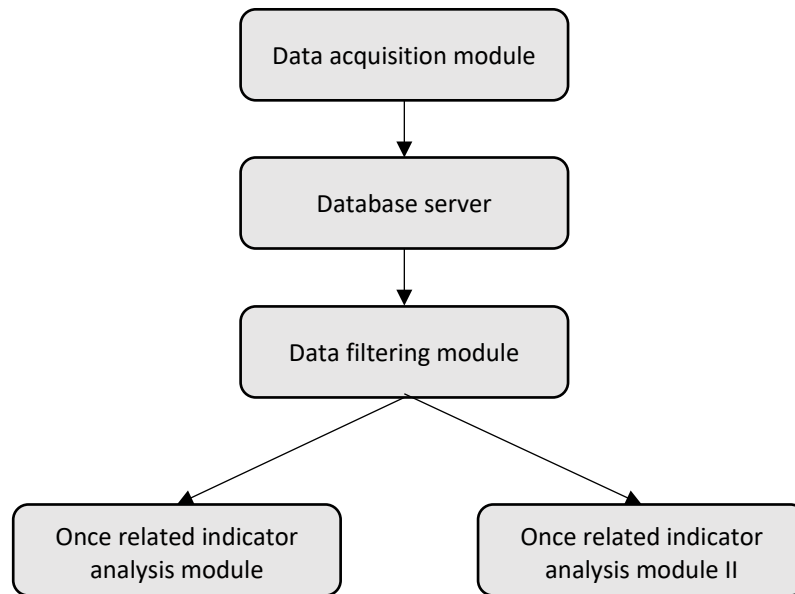 Data acquisition module
Database server
Data filtering module
Once related indicator
analysis module
Once related indicator
analysis module II